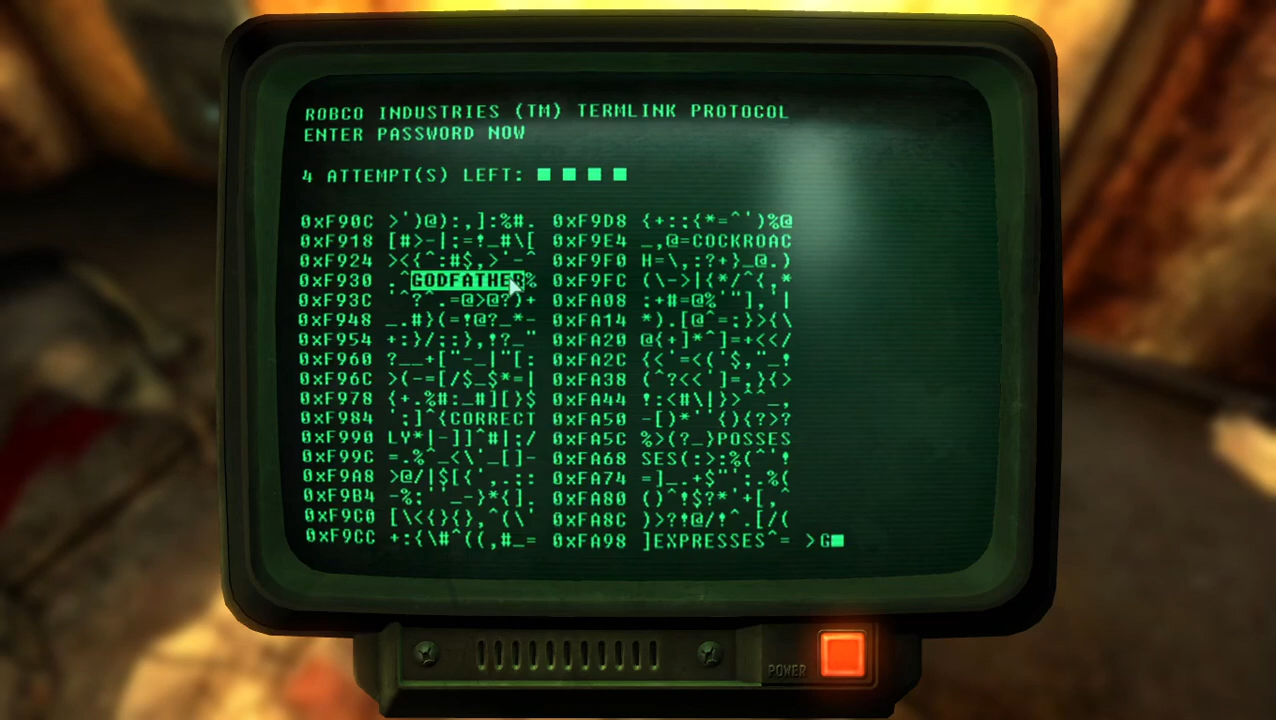 ROBCO INDUSTRIES (TM) TERMLINK PROTOCOL
ENTER PASSWORD NOW
4 ATTEMPT(S) LEFT: ■ ■ ■ ■
0xF90C >')@):,]:%#. 0xF9D8 {+:;{*=^')%@
0xF918 [#>-|;=!_#\[ 0xF9E4 _,@=COCKROAC
0xF924 ><{^:#$,>'-^ 0xF9F0 H=\,:?+}_@.)
0xF930 .^GODFATHER% 0xF9FC (\->|{*/^{,*
0xF93C '^?^.=@>@?)+ 0xFA08 ;+#=@%'"],'|
0xF948 _.#}(=!@?_*- 0xFA14 *).[@^=;}>{\
0xF954 +:}/;:},!?_" 0xFA20 @{+]*^]=+<</
0xF960 ?__+["-_|"[: 0xFA2C {<'=<('$,"_!
0xF96C >(-=[/$_$*=| 0xFA38 (^?<<']=,}{>
0xF978 {+.%#:_#][}$ 0xFA44 !:<#\|}>^^_,
0xF984 ';]^{CORRECT 0xFA50 -[)*''{){?>?
0xF990 LY*|-]]^#|;/ 0xFA5C %>(?_}POSSES
0xF99C =.%^_<\'_[]- 0xFA68 SES(:>:%(^'!
0xF9A8 >@/|$[{',.:: 0xFA74 =]_.+$"':.%(
0xF9B4 -%;''_-}*{]. 0xFA80 ()^!$?*'+[,^
0xF9C0 [\<{}{},^(\' 0xFA8C )>?!@/!^.[/(
0xF9CC +:{\#^((,#_= 0xFA98 ]EXPRESSES^= >G■
POWER